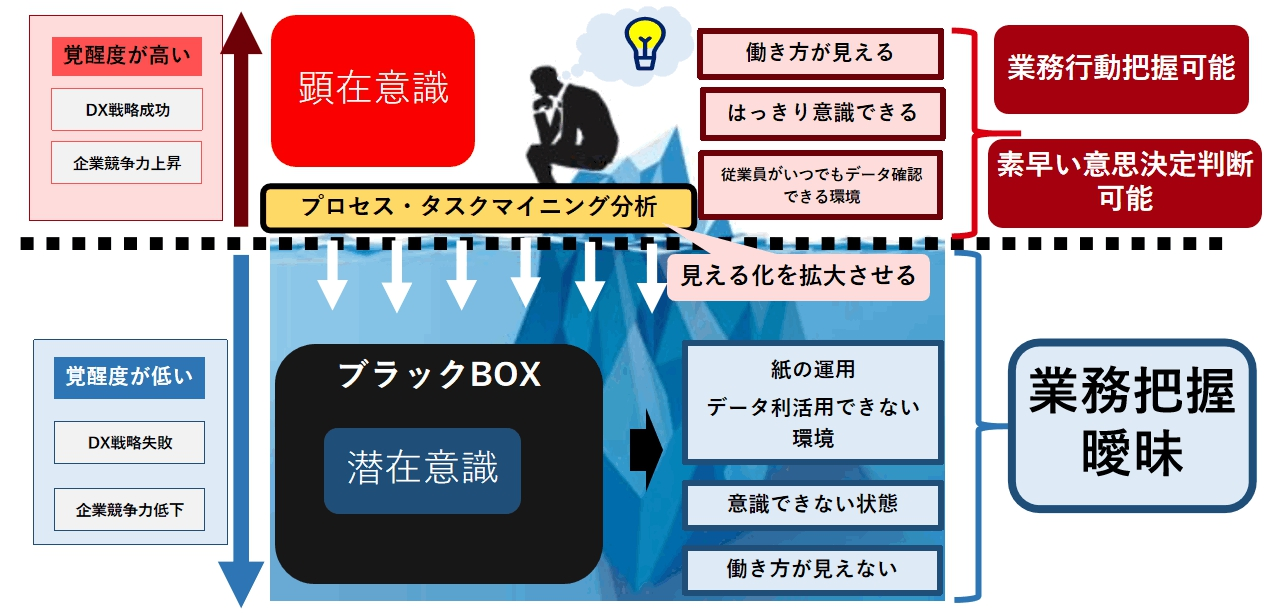 覚醒度が高い
DX戦略成功
企業競争力上昇
顕在意識
働き方が見える
はっきり意識できる
従業員がいつでもデータ確認
できる環境
業務行動把握可能
素早い意思決定判断
可能
プロセス・タスクマイニング分析
見える化を拡大させる
覚醒度が低い
DX戦略失敗
企業競争力低下
ブラックBOX
潜在意識
紙の運用
データ利活用できない
環境
意識できない状態
働き方が見えない
業務把握
曖昧